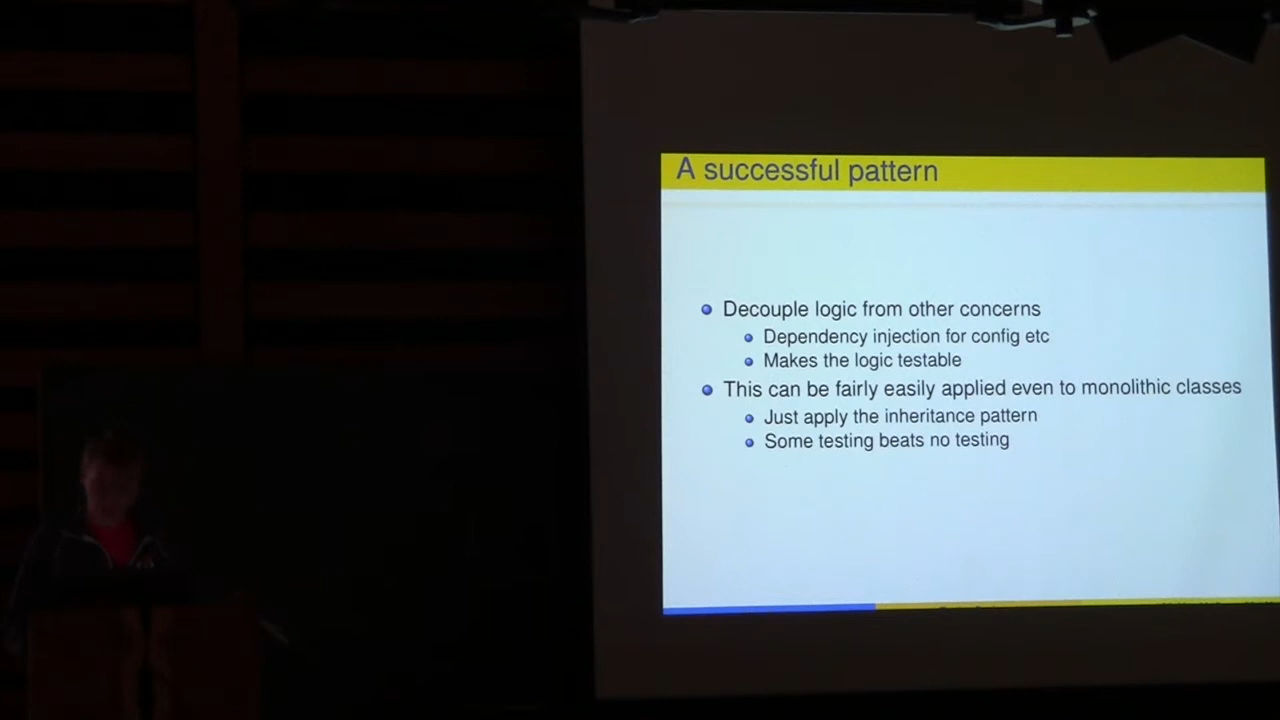 A successful pattern
Decouple logic from other concerns
Dependency injection for config etc
Makes the logic testable
This can be fairly easily applied even to monolithic classes
Just apply the inheritance pattern
Some testing beats no testing